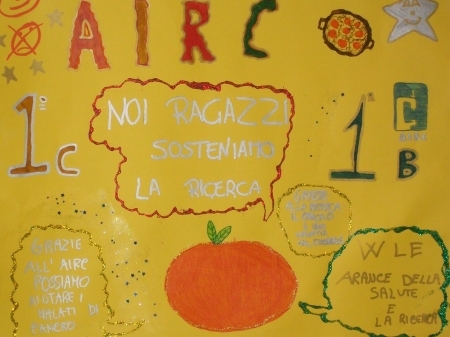 AIRC
1°
C
NOI RAGAZZI
SOSTENIAMO
LA RICERCA
1°
B
GRAZIE
ALL'AIRC
POSSIAMO
AIUTARE I
MALATI DI
CANCRO
W LE
ARANCE DELLA
SALUTE
E
LA RICERCA